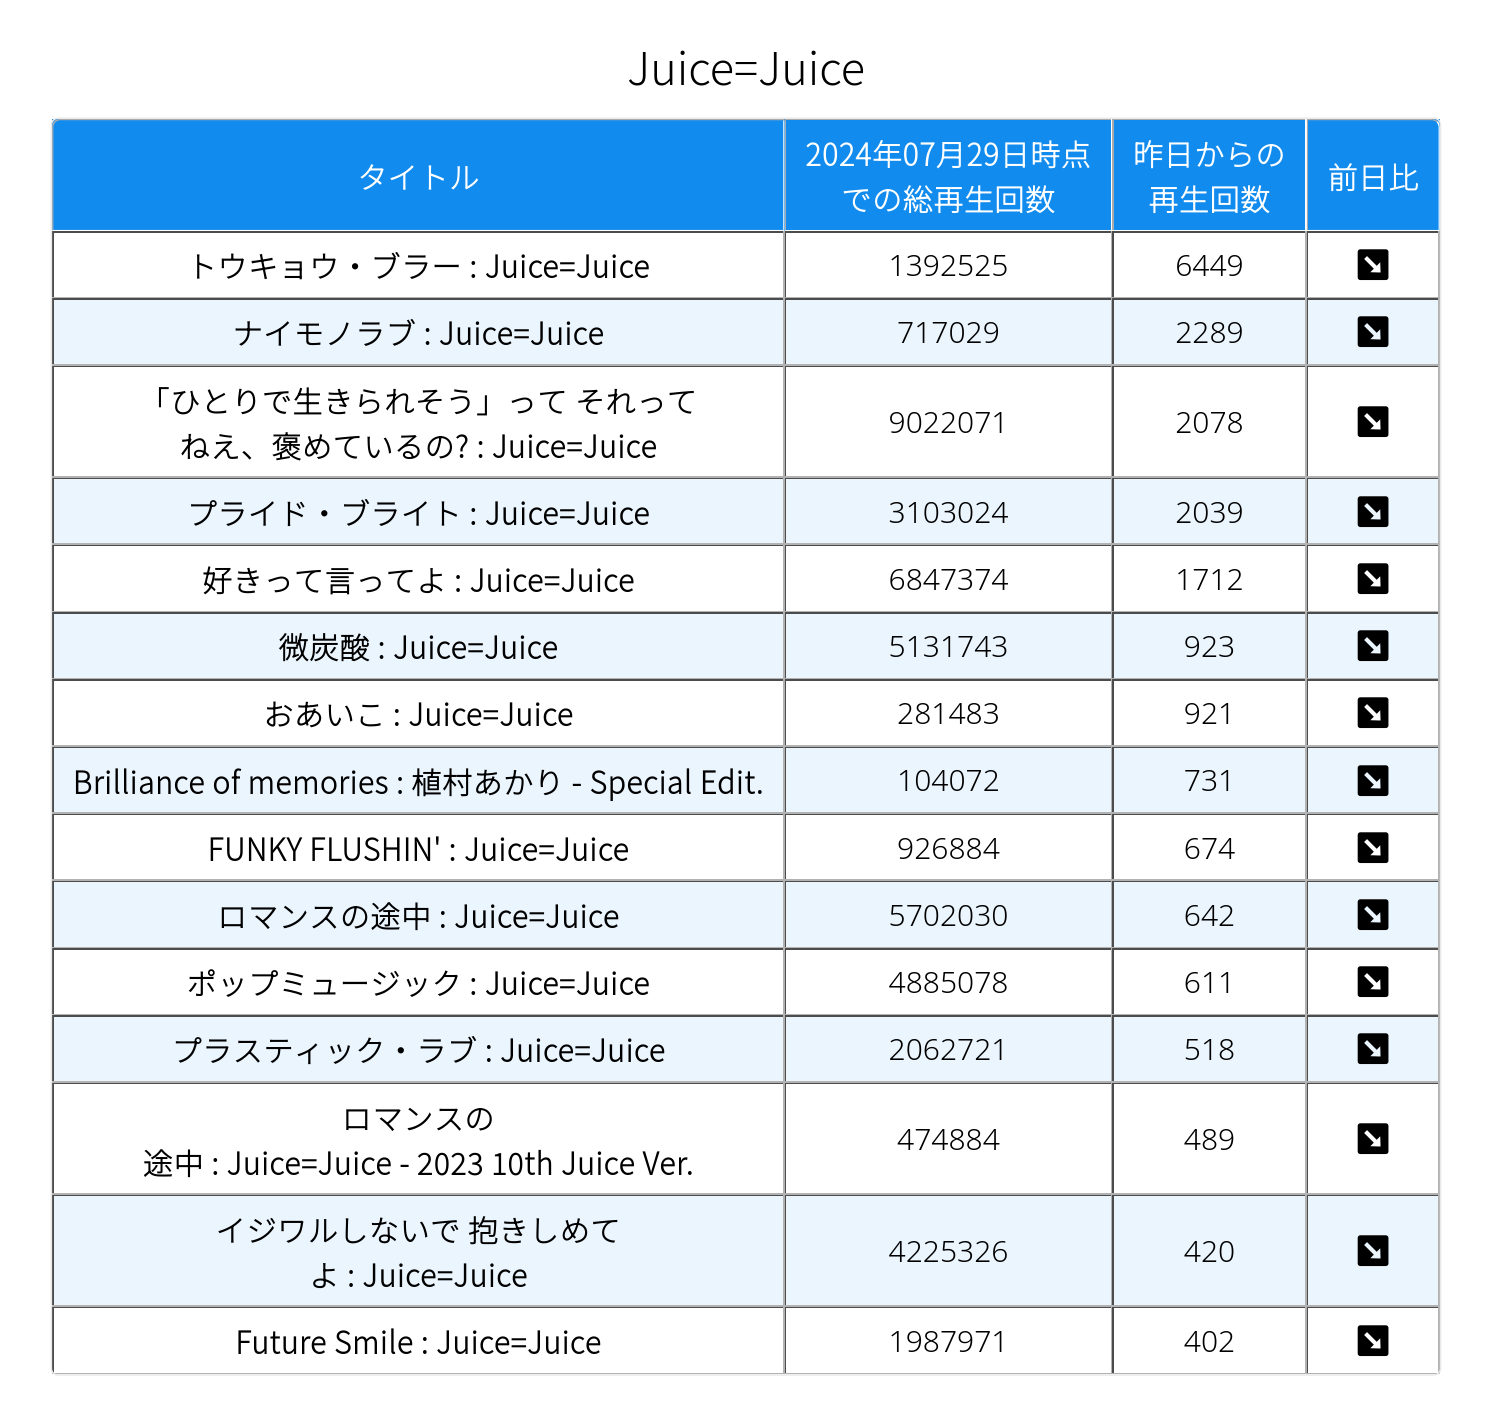 Juice=Juice
タイトル
2024年07月29日時点
での総再生回数
昨日からの
再生回数
前日比
トウキョウ・ブラー : Juice=Juice 1392525 6449
ナイモノラブ : Juice=Juice 717029 2289
「ひとりで生きられそう」って それって
ねえ、褒めているの? : Juice=Juice 9022071 2078
プライド・ブライト : Juice=Juice 3103024 2039
好きって言ってよ : Juice=Juice 6847374 1712
微炭酸 : Juice=Juice 5131743 923
おあいこ : Juice=Juice 281483 921
Brilliance of memories : 植村あかり - Special Edit. 104072 731
FUNKY FLUSHIN' : Juice=Juice 926884 674
ロマンスの途中 : Juice=Juice 5702030 642
ポップミュージック : Juice=Juice 4885078 611
プラスティック・ラブ : Juice=Juice 2062721 518
ロマンスの
途中 : Juice=Juice - 2023 10th Juice Ver. 474884 489
イジワルしないで 抱きしめて
よ : Juice=Juice 4225326 420
Future Smile : Juice=Juice 1987971 402